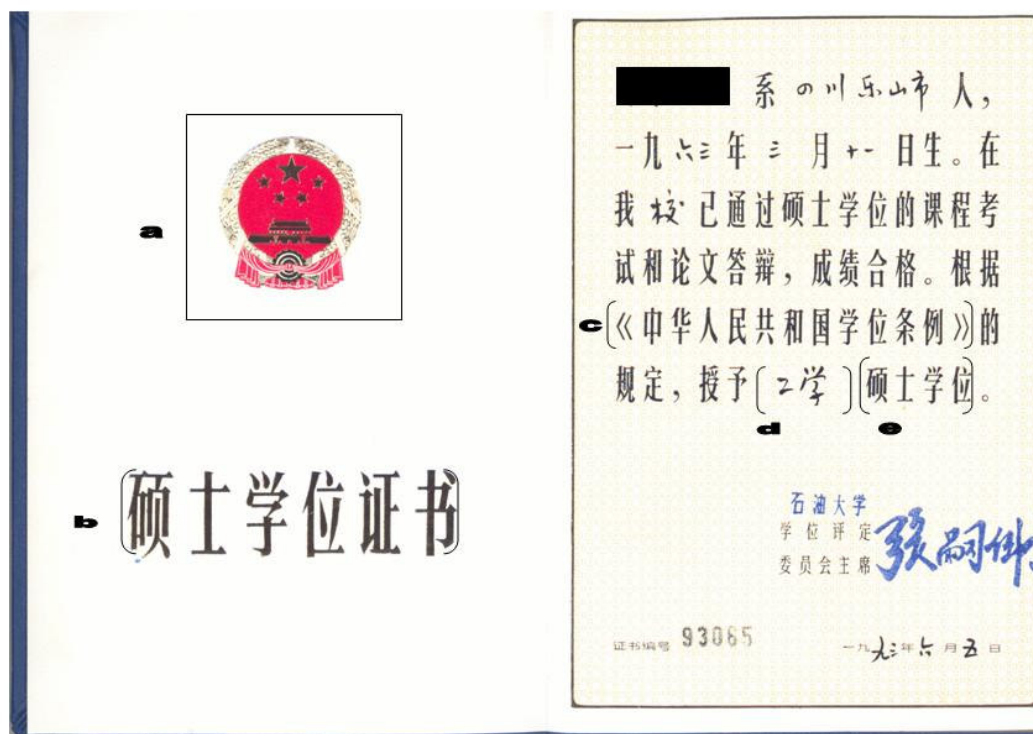 a
b
硕士学位证书
系四川乐山市人，
一九六三年三月十一日生。在
我校已通过硕士学位的课程考
试和论文答辩，成绩合格。根据
c
《中华人民共和国学位条例》的
规定，授予工学硕士学位。
d
e
石油大学
学位评定
委员会主席
张嗣伟
证书编号 93065
一九九三年六月五日